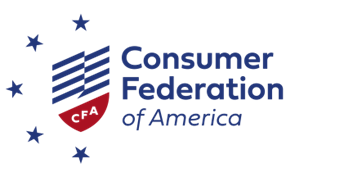 CFA
Consumer
Federation
of America